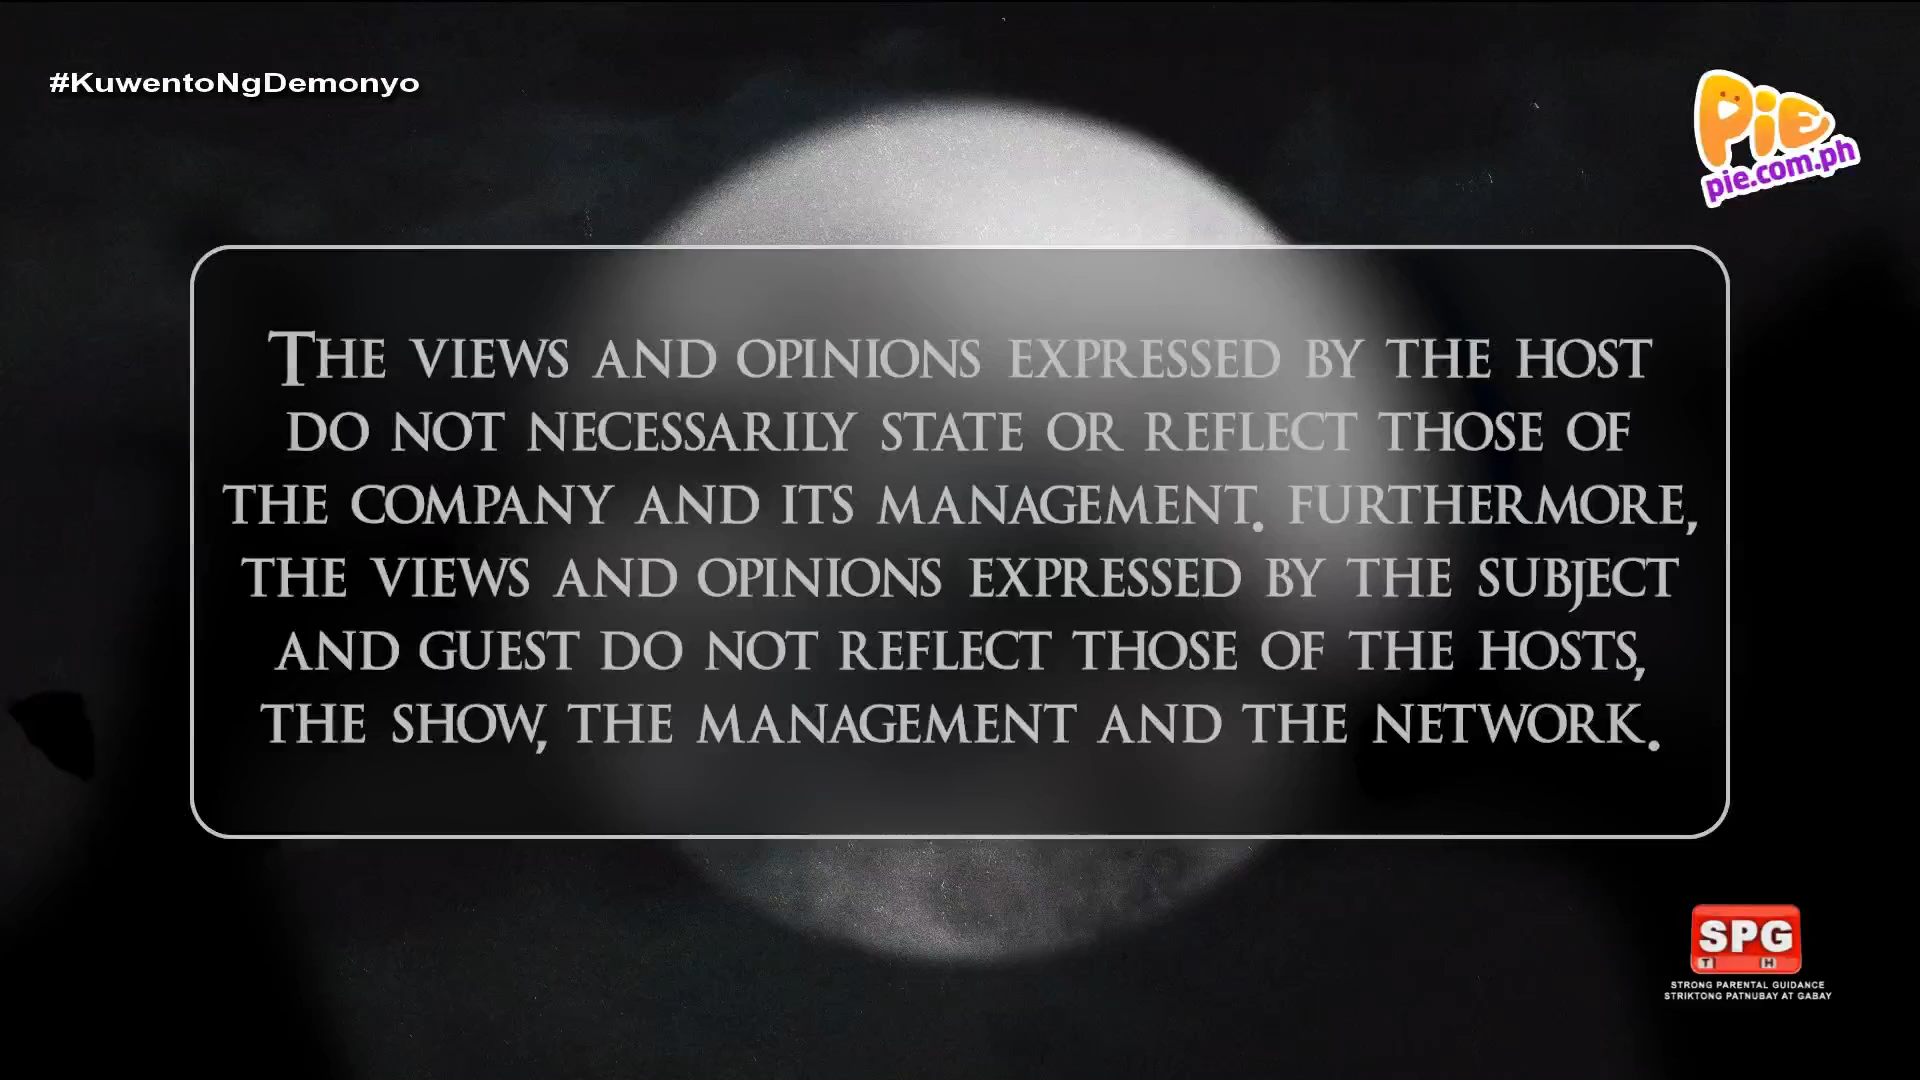 #KuwentoNgDemonyo
PiE
pie.com.ph
THE VIEWS AND OPINIONS EXPRESSED BY THE HOST
DO NOT NECESSARILY STATE OR REFLECT THOSE OF
THE COMPANY AND ITS MANAGEMENT. FURTHERMORE,
THE VIEWS AND OPINIONS EXPRESSED BY THE SUBJECT
AND GUEST DO NOT REFLECT THOSE OF THE HOSTS,
THE SHOW, THE MANAGEMENT AND THE NETWORK.
SPG
T H
STRONG PARENTAL GUIDANCE
STRIKTONG PATNUBAY AT GABAY